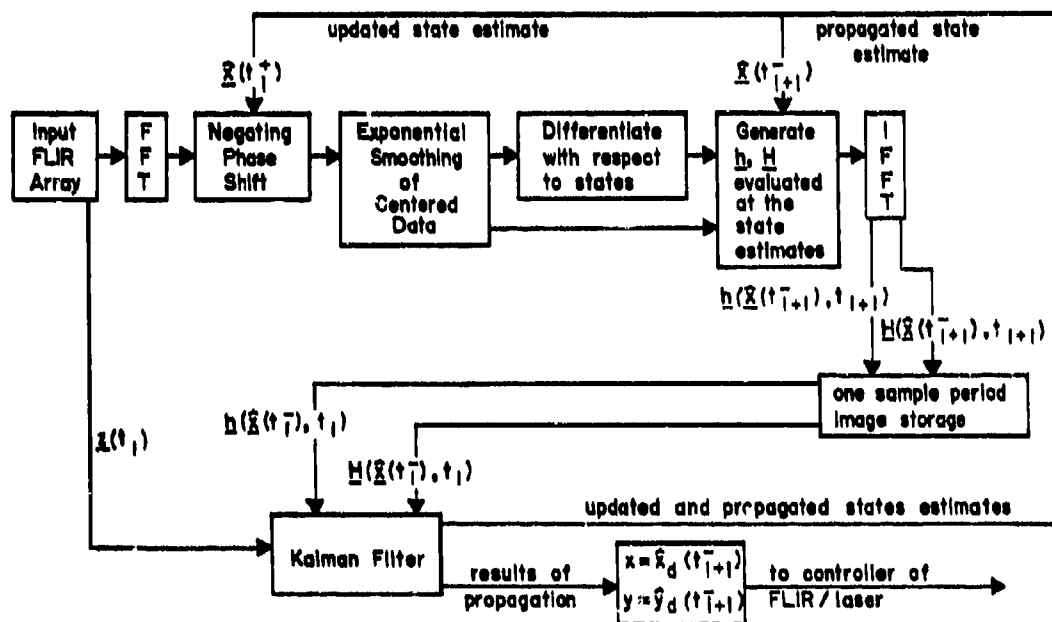 updated state estimate
propagated state
estimate
x̂(t_i^+)
x̂(t_{i+1}^-)
Input
FLIR
Array
F
F
T
Negating
Phase
Shift
Exponential
Smoothing
of
Centered
Data
Differentiate
with respect
to states
Generate
h, H
evaluated
at the
state
estimates
I
F
F
T
h(x̂(t_{i+1}^-), t_{i+1})
H(x̂(t_{i+1}^-), t_{i+1})
one sample period
image storage
z(t_i)
h(x̂(t_i^-), t_i)
H(x̂(t_i^-), t_i)
updated and propagated states estimates
Kalman Filter
results of
propagation
x = x̂_d(t_{i+1}^-)
y = ŷ_d(t_{i+1}^-)
to controller of
FLIR/laser